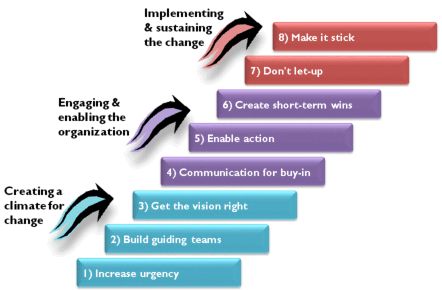 Implementing
& sustaining
the change
8) Make it stick
7) Don't let-up
Engaging &
enabling the
organization
6) Create short-term wins
5) Enable action
4) Communication for buy-in
Creating a
climate for
change
3) Get the vision right
2) Build guiding teams
1) Increase urgency